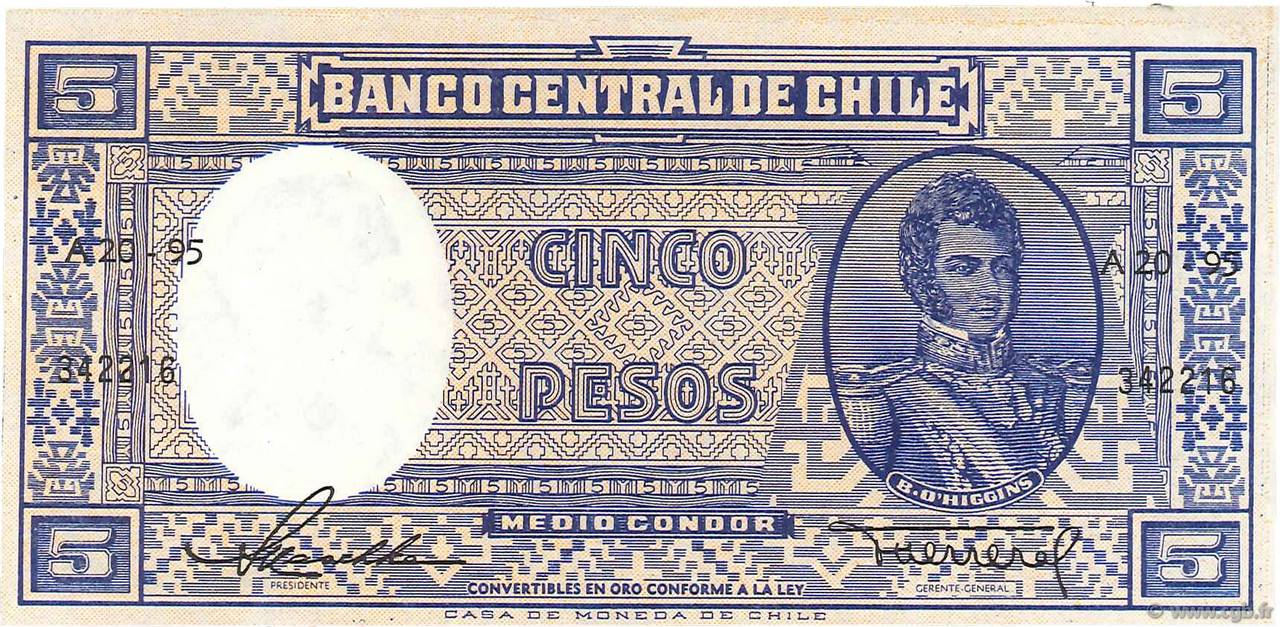 5 BANCO CENTRAL DE CHILE 5
A 20 - 95 A 20 - 95
CINCO
342216 342216
PESOS
B. O'HIGGINS
5 MEDIO CONDOR 5
PRESIDENTE CONVERTIBLES EN ORO CONFORME A LA LEY GERENTE-GENERAL
CASA DE MONEDA DE CHILE
© www.cgb.fr